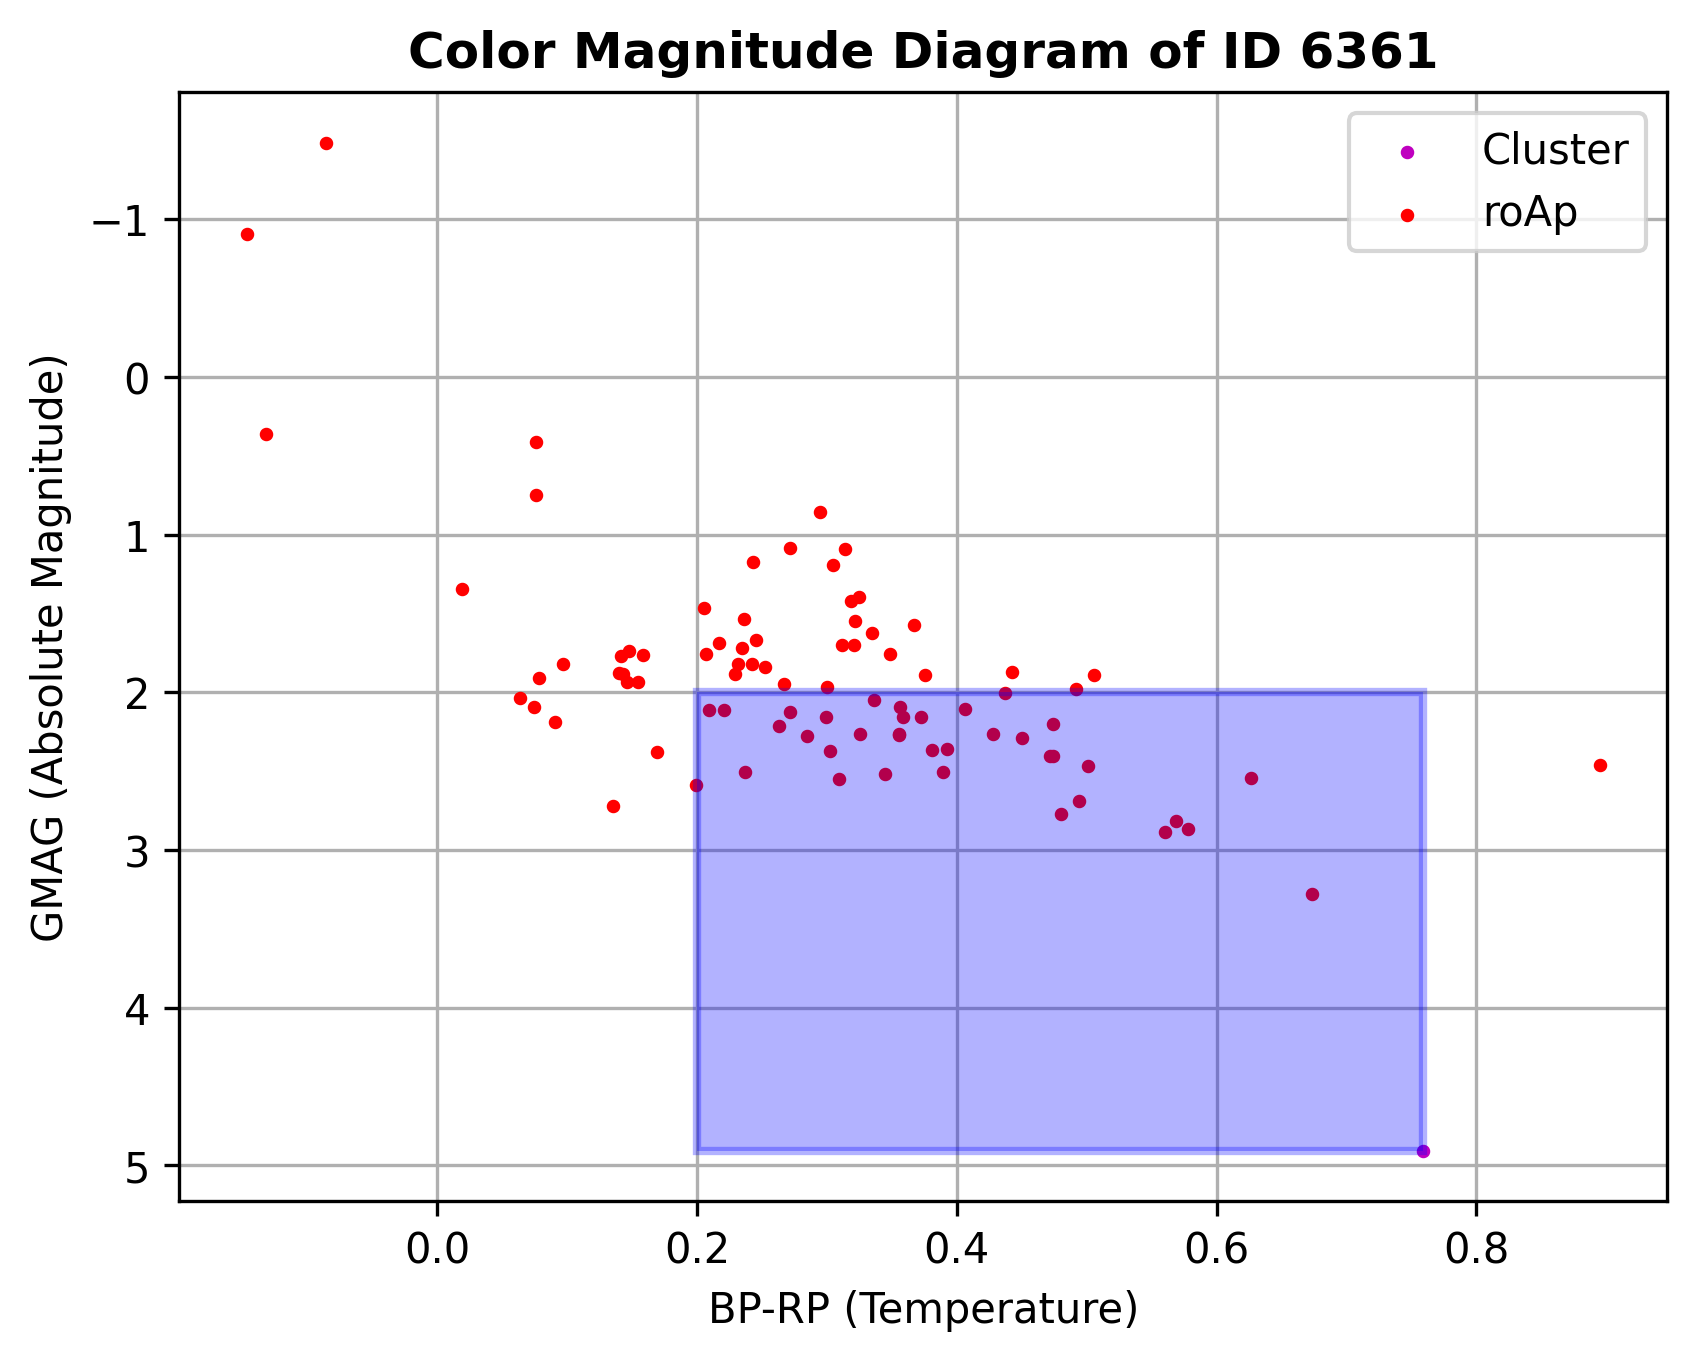 Color Magnitude Diagram of ID 6361
Cluster
roAp
GMAG (Absolute Magnitude)
−1
0
1
2
3
4
5
0.0 0.2 0.4 0.6 0.8
BP-RP (Temperature)